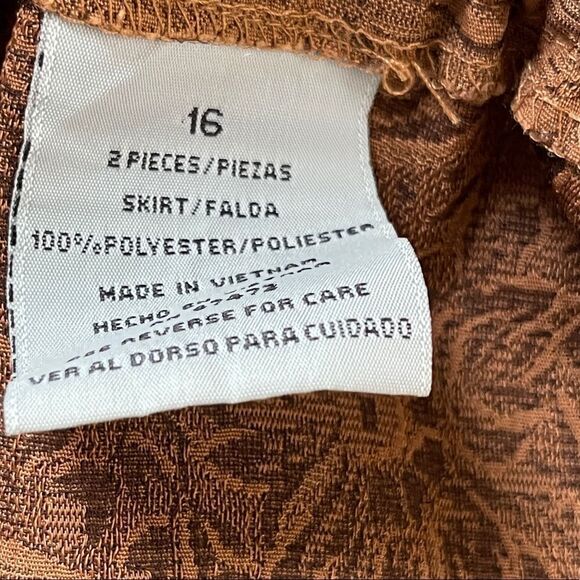 16
2 PIECES/PIEZAS
SKIRT/FALDA
100% POLYESTER/POLIESTER
MADE IN VIETNAM
HECHO
REVERSE FOR CARE
VER AL DORSO PARA CUIDADO